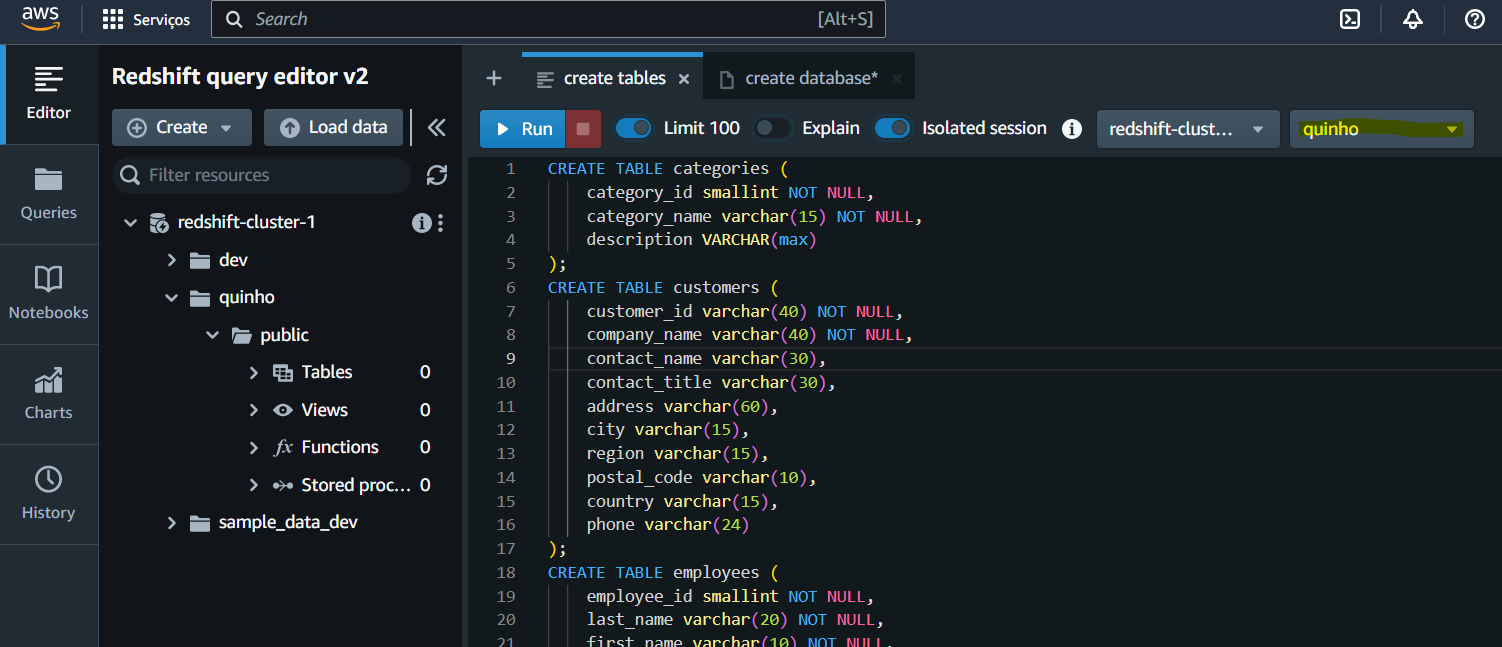 aws
Serviços
Search
[Alt+S]
Editor
Queries
Notebooks
Charts
History
Redshift query editor v2
Create
Load data
Filter resources
redshift-cluster-1
dev
quinho
public
Tables 0
Views 0
fx Functions 0
Stored proc... 0
sample_data_dev
create tables
create database*
Run
Limit 100
Explain
Isolated session
redshift-clust...
quinho
1 CREATE TABLE categories (
2 category_id smallint NOT NULL,
3 category_name varchar(15) NOT NULL,
4 description VARCHAR(max)
5 );
6 CREATE TABLE customers (
7 customer_id varchar(40) NOT NULL,
8 company_name varchar(40) NOT NULL,
9 contact_name varchar(30),
10 contact_title varchar(30),
11 address varchar(60),
12 city varchar(15),
13 region varchar(15),
14 postal_code varchar(10),
15 country varchar(15),
16 phone varchar(24)
17 );
18 CREATE TABLE employees (
19 employee_id smallint NOT NULL,
20 last_name varchar(20) NOT NULL,
21 first_name varchar(10) NOT NULL,